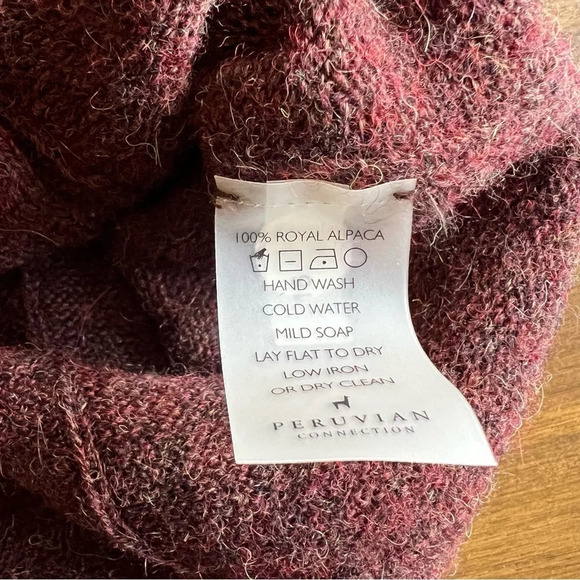 100% ROYAL ALPACA
HAND WASH
COLD WATER
MILD SOAP
LAY FLAT TO DRY
LOW IRON
OR DRY CLEAN
PERUVIAN
CONNECTION